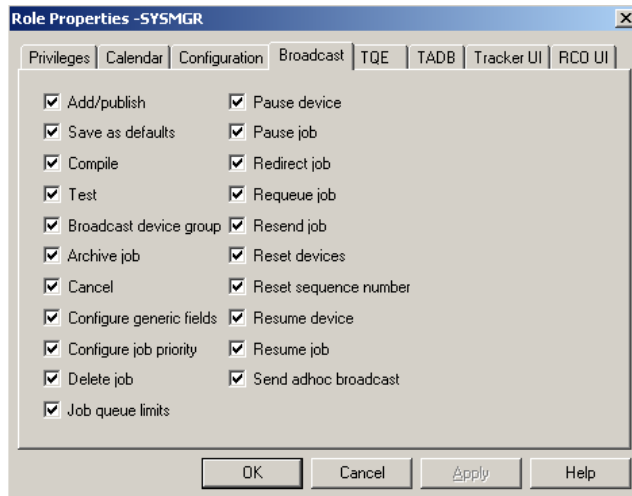 Role Properties -SYSMGR
Privileges Calendar Configuration Broadcast TQE TADB Tracker UI RCO UI
Add/publish
Save as defaults
Compile
Test
Broadcast device group
Archive job
Cancel
Configure generic fields
Configure job priority
Delete job
Job queue limits
Pause device
Pause job
Redirect job
Requeue job
Resend job
Reset devices
Reset sequence number
Resume device
Resume job
Send adhoc broadcast
OK Cancel Apply Help